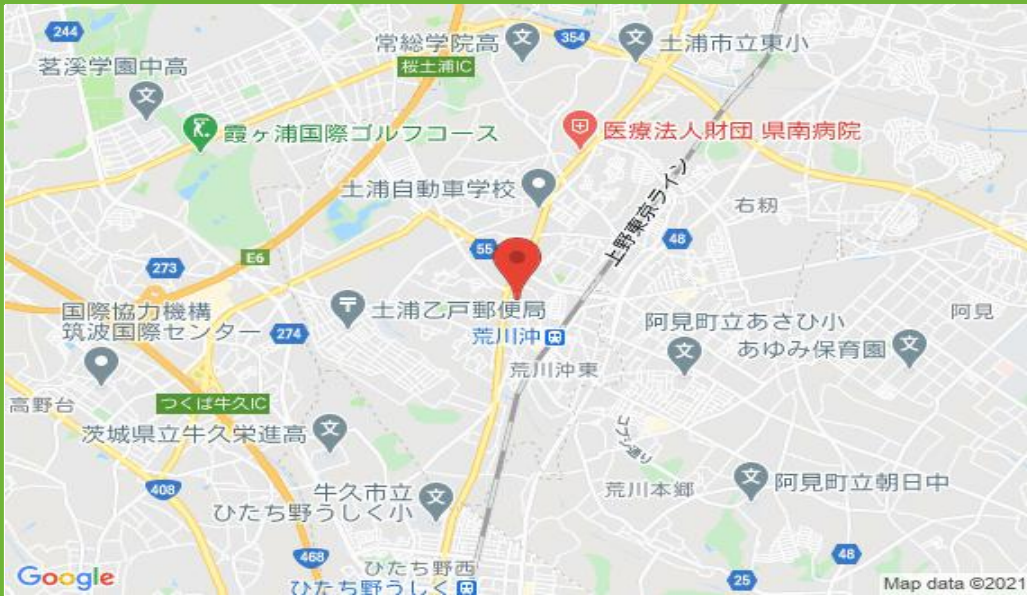 244
常総学院高
354
土浦市立東小
茗溪学園中高
桜土浦IC
霞ヶ浦国際ゴルフコース
医療法人財団 県南病院
土浦自動車学校
上野東京ライン
右籾
55
48
E6
273
国際協力機構
筑波国際センター
274
土浦乙戸郵便局
荒川沖
阿見町立あさひ小
阿見
あゆみ保育園
荒川沖東
高野台
つくば牛久IC
茨城県立牛久栄進高
コブシ通り
408
牛久市立
ひたち野うしく小
荒川本郷
阿見町立朝日中
468
ひたち野西
ひたち野うしく
48
25
Google
Map data ©2021